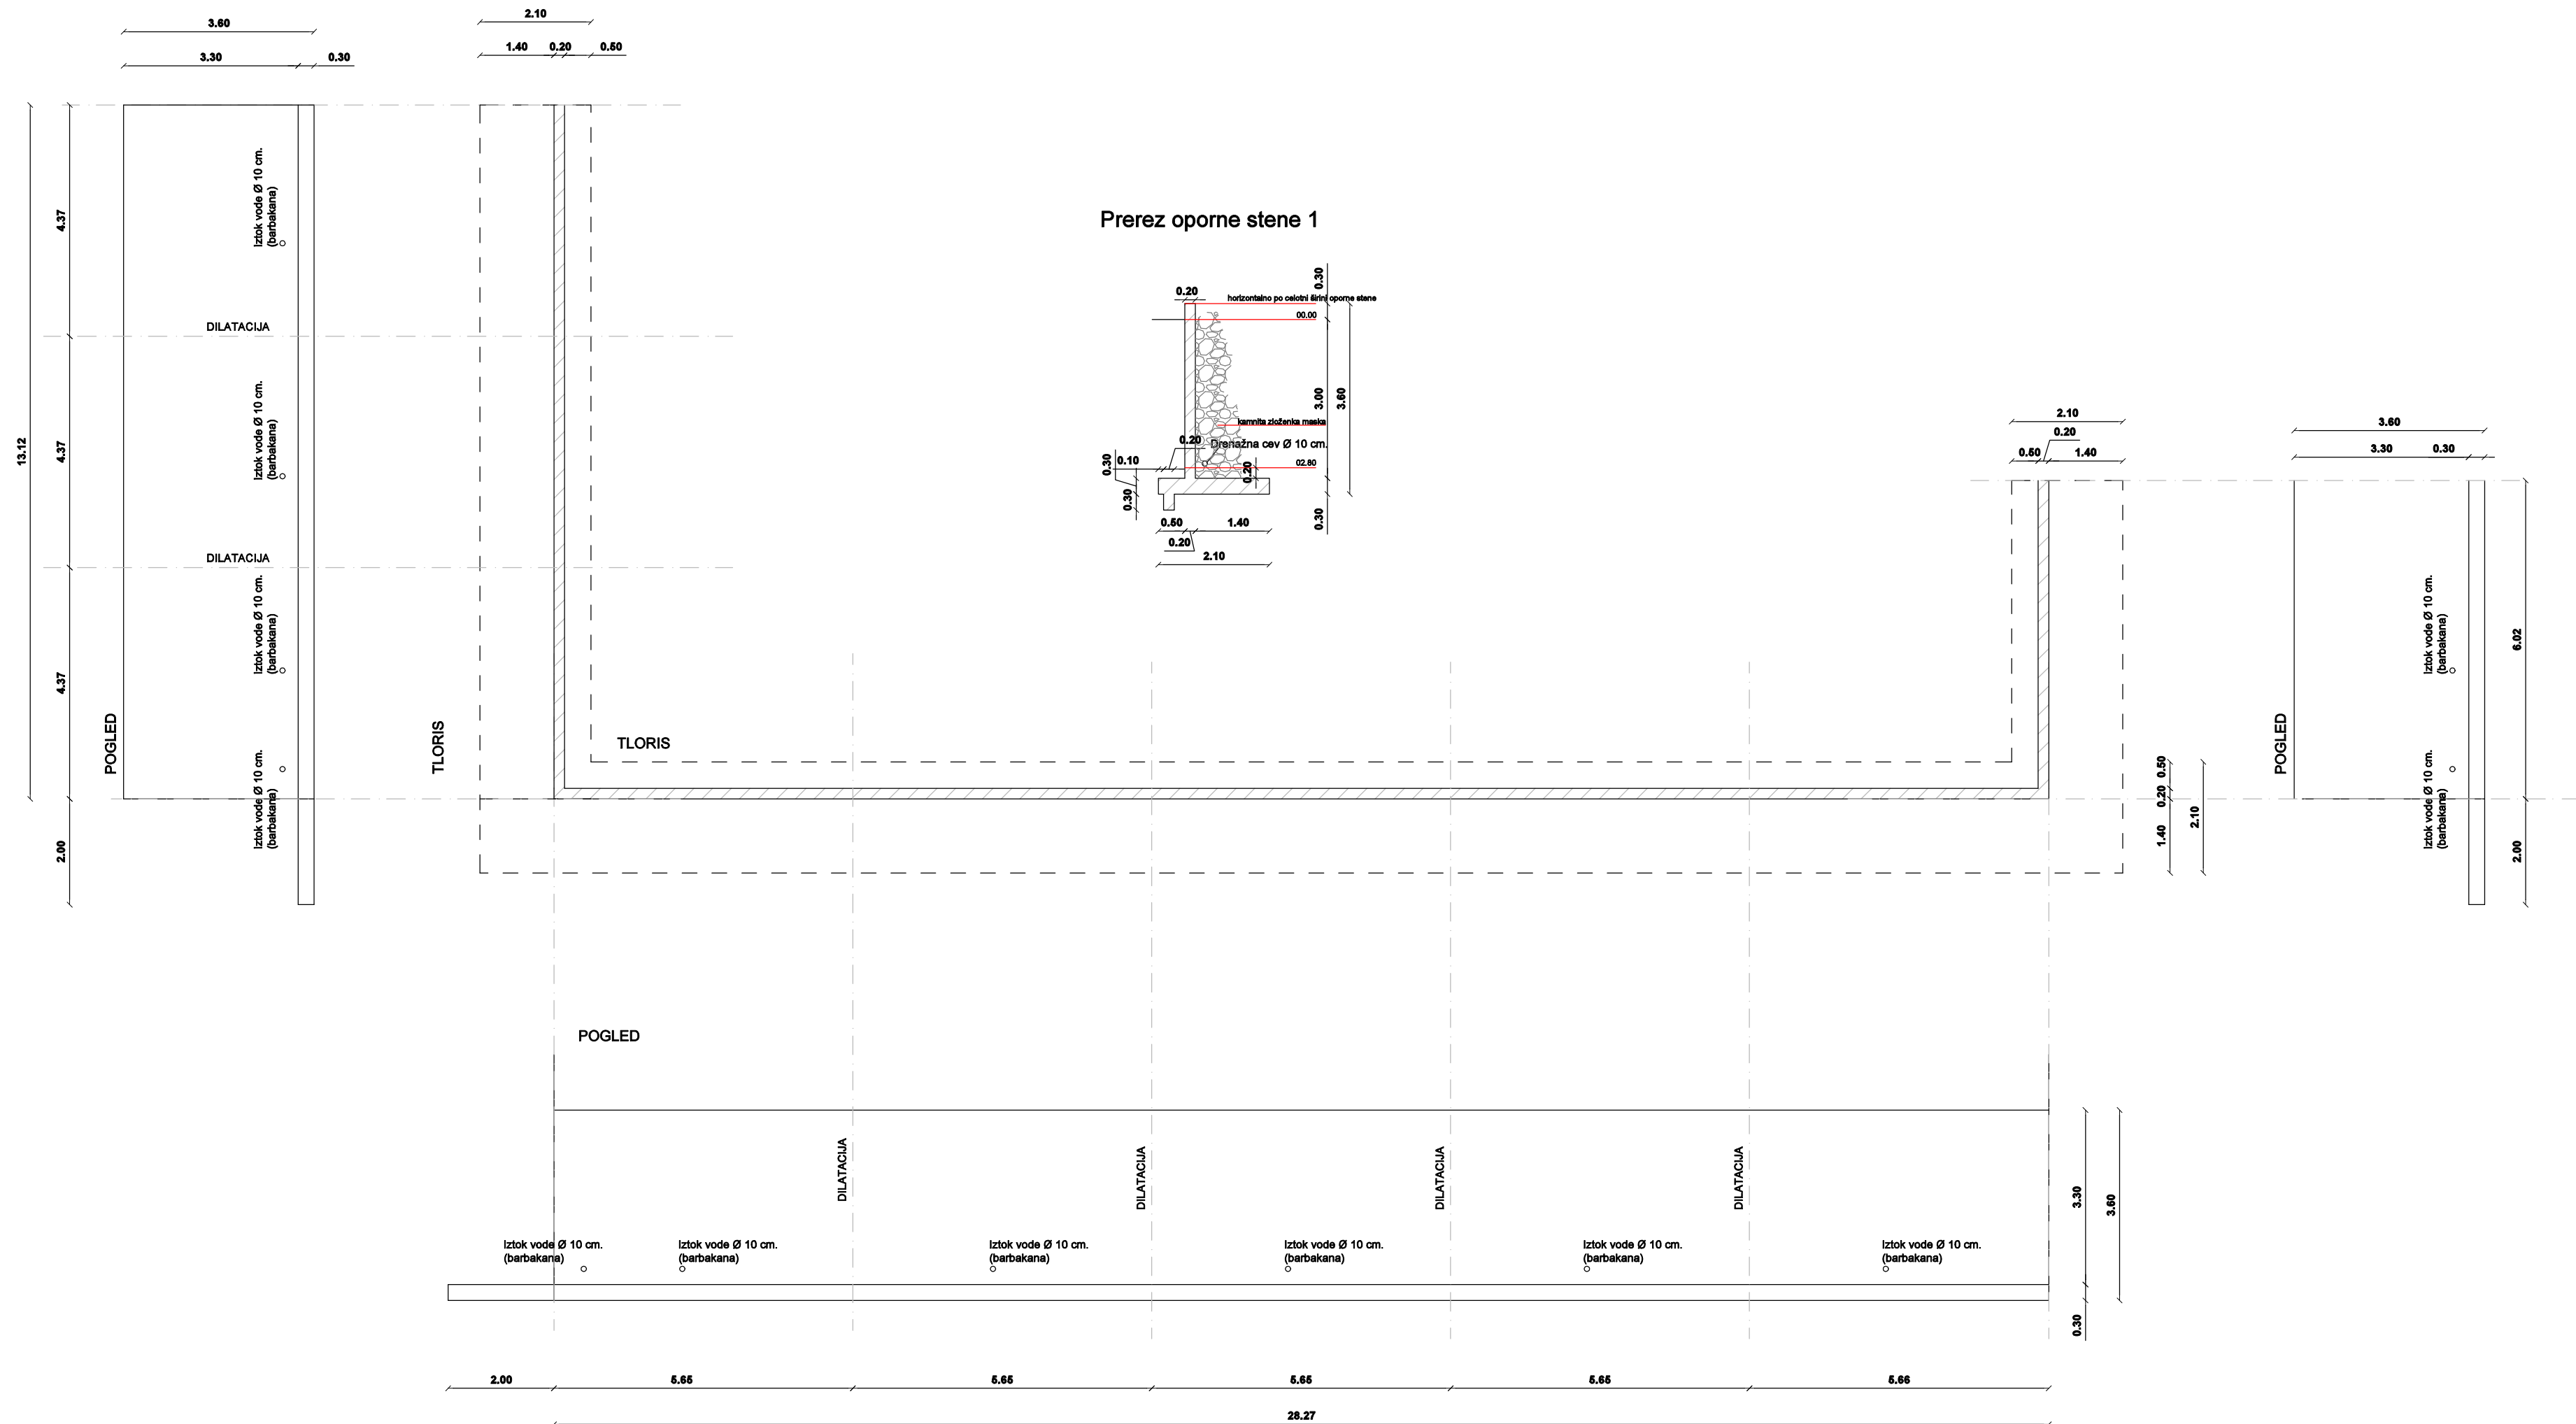 3.60
3.30
0.30
2.10
1.40
0.20
0.50
13.12
4.37
4.37
4.37
2.00
Iztok vode Ø 10 cm.
(barbakana)
DILATACIJA
Iztok vode Ø 10 cm.
(barbakana)
DILATACIJA
Iztok vode Ø 10 cm.
(barbakana)
Iztok vode Ø 10 cm.
(barbakana)
POGLED
TLORIS
TLORIS
Prerez oporne stene 1
0.20
0.30
horizontalno po celotni širini oporne stene
00.00
3.00
3.60
kamnita zloženka maska
0.20
Drenažna cev Ø 10 cm.
02.80
0.30
0.10
0.20
0.30
0.50
1.40
0.30
0.20
2.10
2.10
0.20
0.50
1.40
3.60
3.30
0.30
Iztok vode Ø 10 cm.
(barbakana)
6.02
POGLED
Iztok vode Ø 10 cm.
(barbakana)
2.00
0.50
0.20
1.40
2.10
POGLED
DILATACIJA
DILATACIJA
DILATACIJA
DILATACIJA
3.30
3.60
0.30
Iztok vode Ø 10 cm.
(barbakana)
Iztok vode Ø 10 cm.
(barbakana)
Iztok vode Ø 10 cm.
(barbakana)
Iztok vode Ø 10 cm.
(barbakana)
Iztok vode Ø 10 cm.
(barbakana)
Iztok vode Ø 10 cm.
(barbakana)
2.00
5.65
5.65
5.65
5.65
5.66
28.27